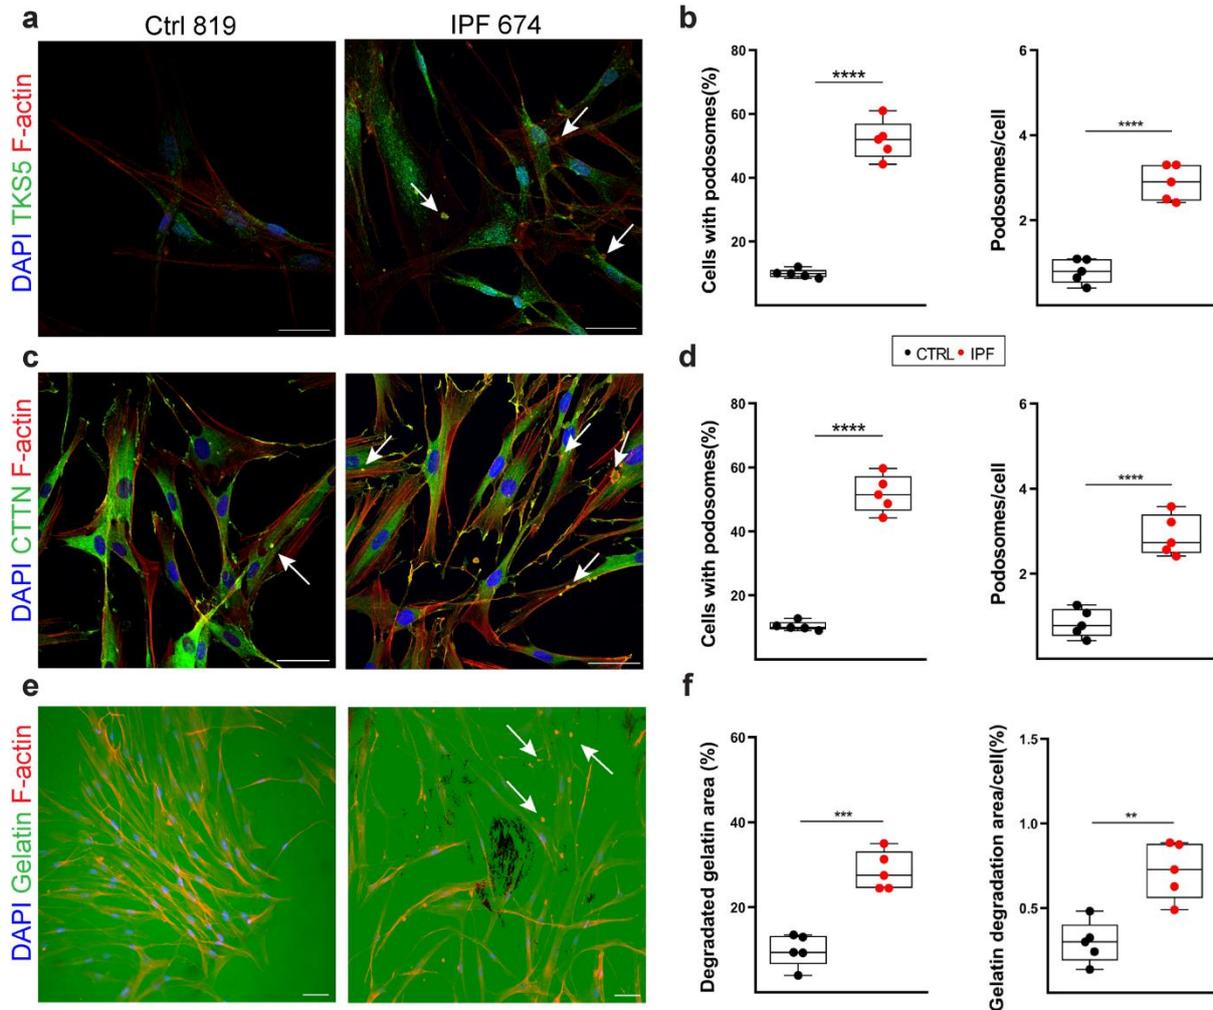 a
Ctrl 819
IPF 674
DAPI TKS5 F-actin
b
Cells with podosomes(%)
80
60
40
20
****
Podosomes/cell
6
4
2
****
c
DAPI CTTN F-actin
CTRL IPF
d
Cells with podosomes(%)
80
60
40
20
****
Podosomes/cell
6
4
2
****
e
DAPI Gelatin F-actin
f
Degradated gelatin area (%)
60
40
20
***
Gelatin degradation area/cell(%)
1.5
1.0
0.5
**